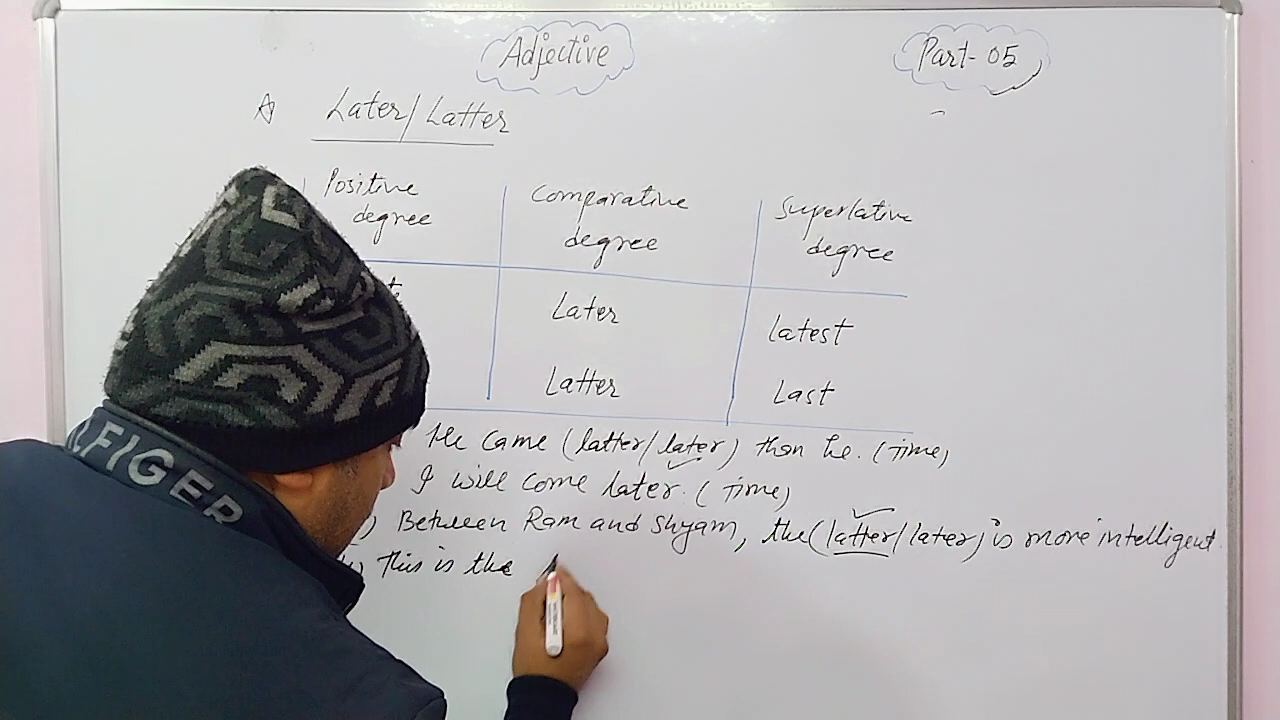 Adjective
Part-05
Later/Latter
Positive degree
Comparative degree
Superlative degree
Later
Latest
Latter
Last
He came (latter/later) than he. (Time)
I will come later. (Time)
Between Ram and Shyam, the (latter/later) is more intelligent.
This is the
FIGER